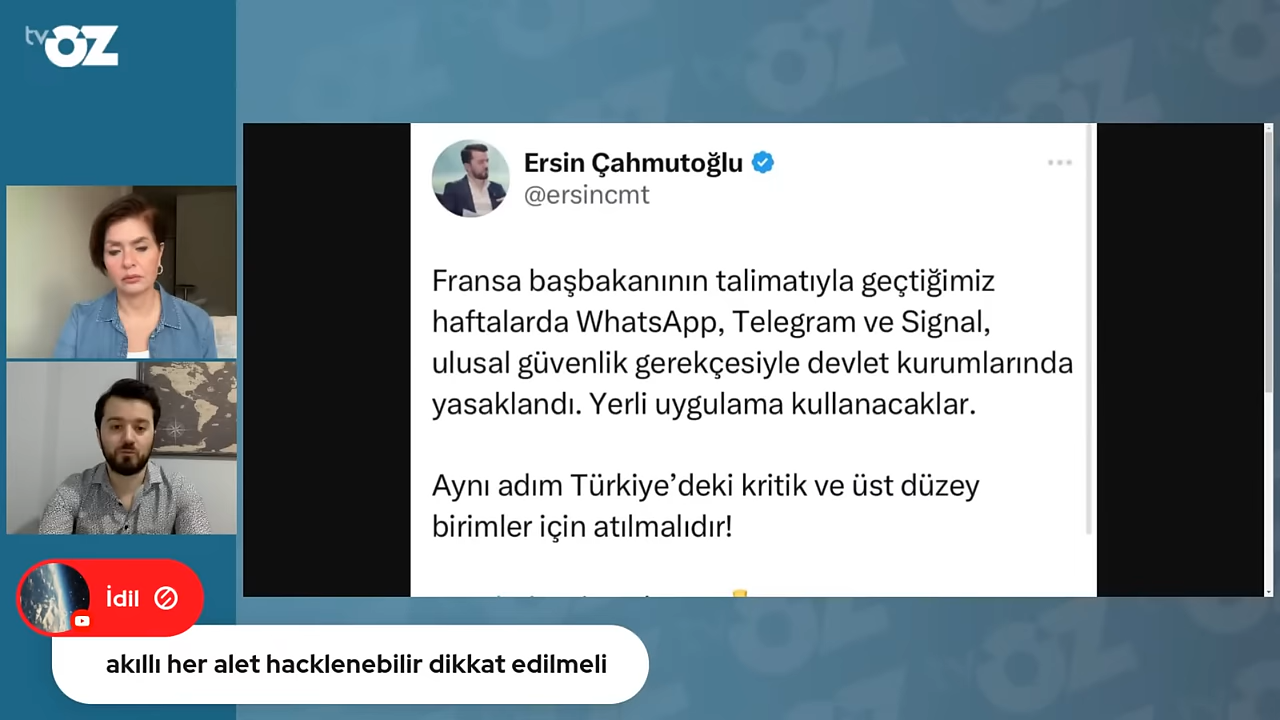 tv ÖZ
Ersin Çahmutoğlu
@ersincmt
Fransa başbakanının talimatıyla geçtiğimiz
haftalarda WhatsApp, Telegram ve Signal,
ulusal güvenlik gerekçesiyle devlet kurumlarında
yasaklandı. Yerli uygulama kullanacaklar.
Aynı adım Türkiye’deki kritik ve üst düzey
birimler için atılmalıdır!
İdil
akıllı her alet hacklenebilir dikkat edilmeli